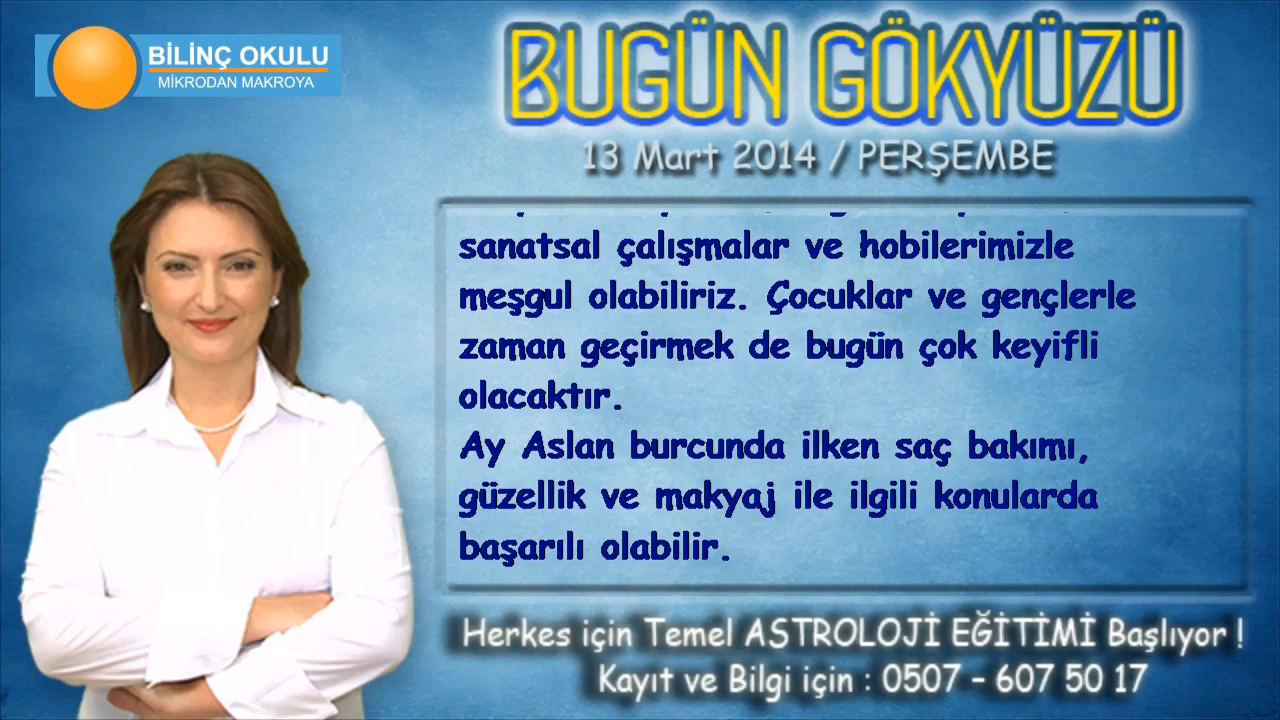 BİLİNÇ OKULU
MİKRODAN MAKROYA
BUGÜN GÖKYÜZÜ
13 Mart 2014 / PERŞEMBE
sanatsal çalışmalar ve hobilerimizle
meşgul olabiliriz. Çocuklar ve gençlerle
zaman geçirmek de bugün çok keyifli
olacaktır.
Ay Aslan burcunda ilken saç bakımı,
güzellik ve makyaj ile ilgili konularda
başarılı olabilir.
Herkes için Temel ASTROLOJİ EĞİTİMİ Başlıyor !
Kayıt ve Bilgi için : 0507 - 607 50 17